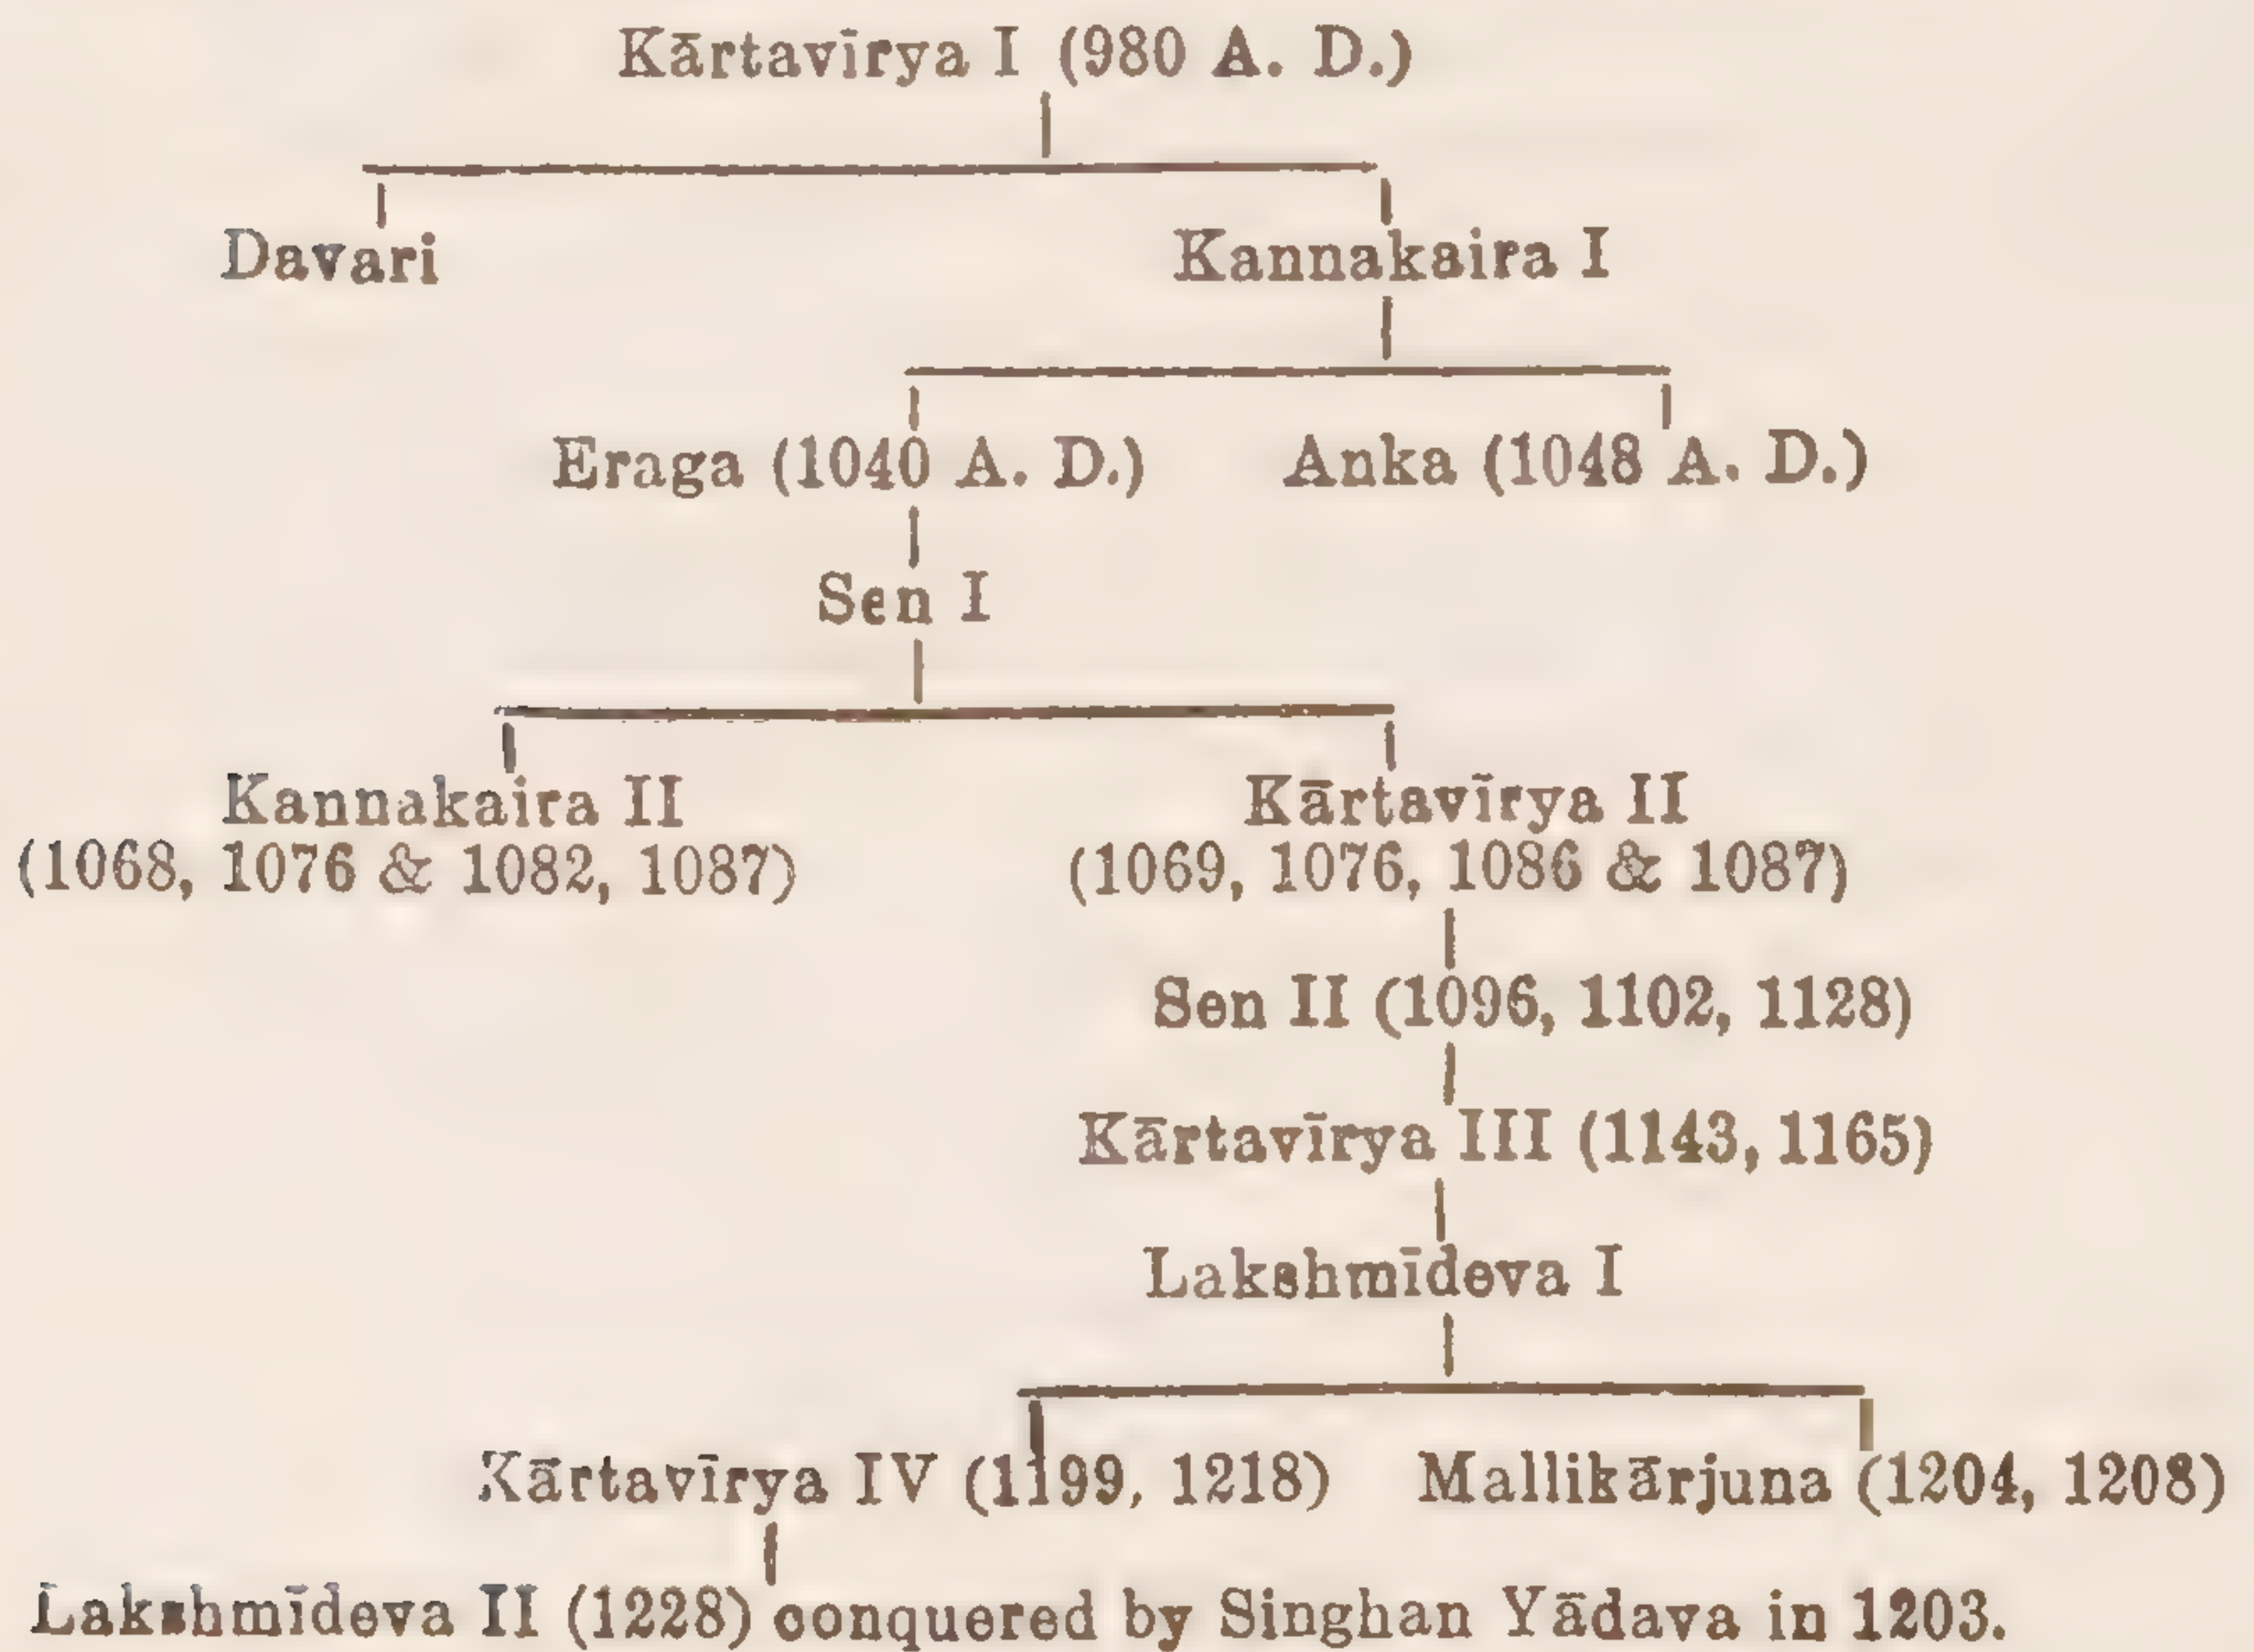 Kārtavīrya I (980 A. D.)
Davari Kannakaira I
Eraga (1040 A. D.) Anka (1048 A. D.)
Sen I
Kannakaira II Kārtavīrya II
(1068, 1076 & 1082, 1087) (1069, 1076, 1086 & 1087)
Sen II (1096, 1102, 1128)
Kārtavīrya III (1143, 1165)
Lakshmīdeva I
Kārtavīrya IV (1199, 1218) Mallikārjuna (1204, 1208)
Lakshmīdeva II (1228) conquered by Singhan Yādava in 1203.